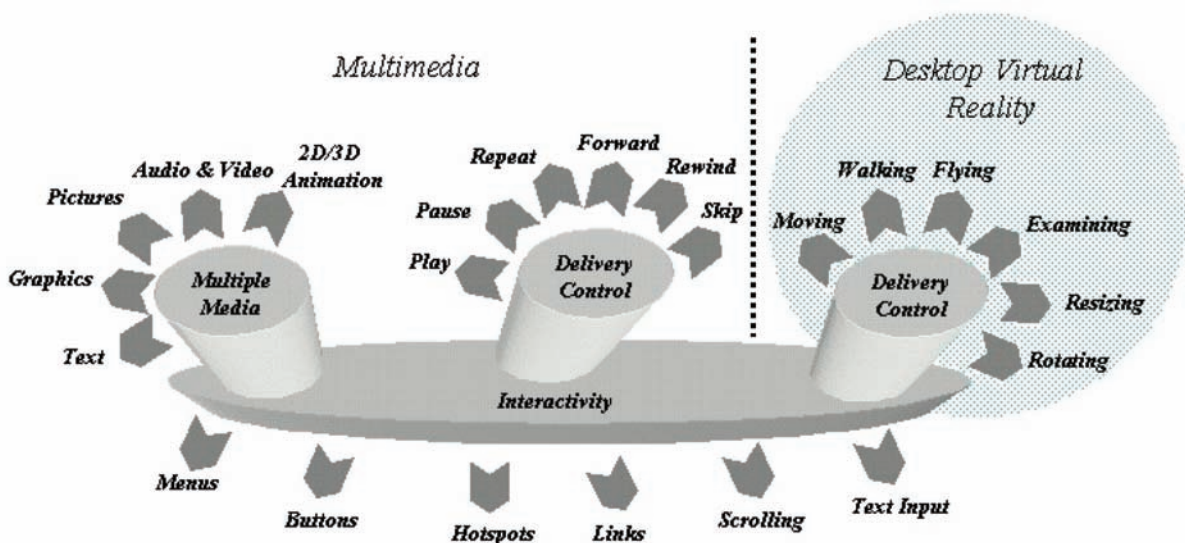 Multimedia
Desktop Virtual
Reality
2D/3D
Animation
Audio & Video
Pictures
Graphics
Text
Multiple
Media
Forward
Repeat
Rewind
Pause
Skip
Play
Delivery
Control
Walking
Flying
Moving
Examining
Delivery
Control
Resizing
Rotating
Interactivity
Menus
Buttons
Hotspots
Links
Scrolling
Text Input